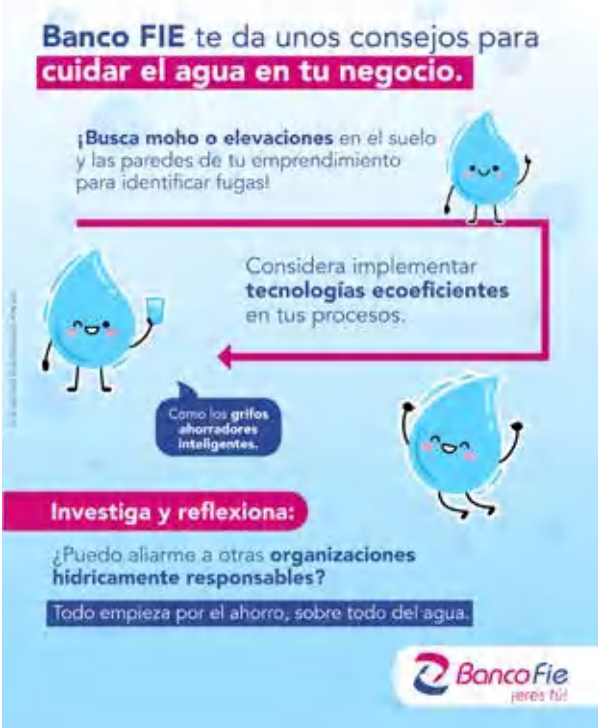 Banco FIE te da unos consejos para
cuidar el agua en tu negocio.
¡Busca moho o elevaciones en el suelo
y las paredes de tu emprendimiento
para identificar fugas!
Considera implementar
tecnologías ecoeficientes
en tus procesos.
Como los grifos
ahorradores
inteligentes.
Investiga y reflexiona:
¿Puedo aliarme a otras organizaciones
hídricamente responsables?
Todo empieza por el ahorro, sobre todo del agua.
BancoFie
¡eres tú!